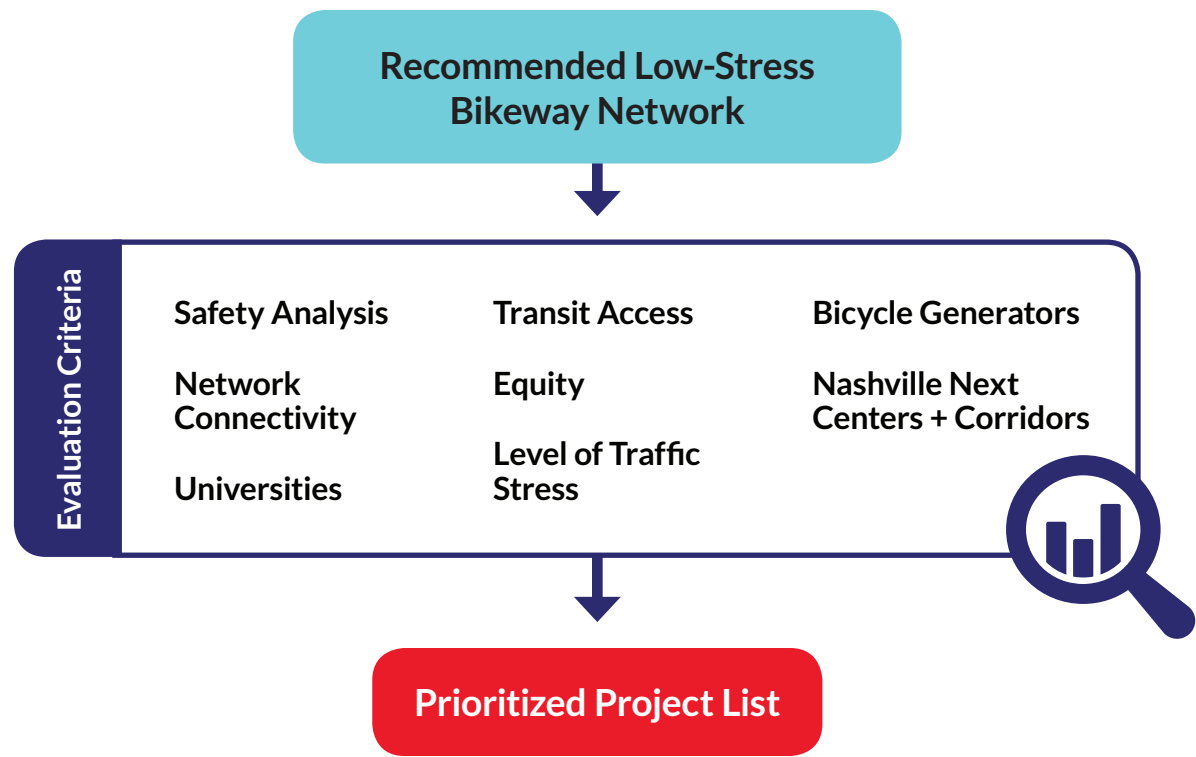 Recommended Low-Stress
Bikeway Network
Evaluation Criteria
Safety Analysis
Network
Connectivity
Universities
Transit Access
Equity
Level of Traffic
Stress
Bicycle Generators
Nashville Next
Centers + Corridors
Prioritized Project List